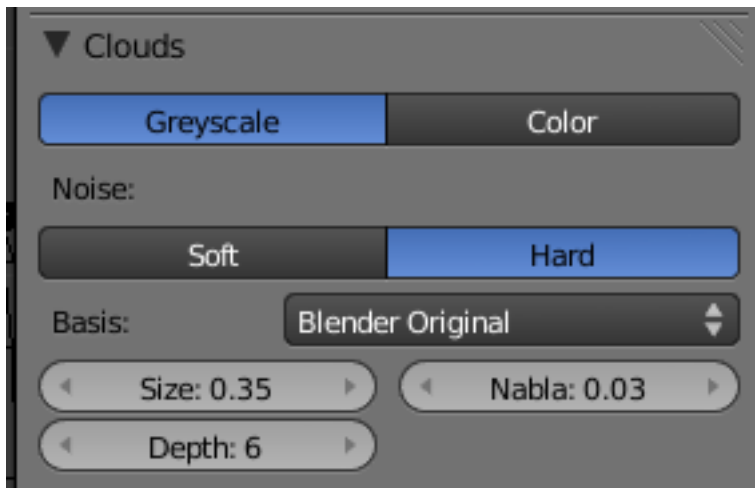 Clouds
Greyscale Color
Noise:
Soft Hard
Basis: Blender Original
Size: 0.35 Nabla: 0.03
Depth: 6